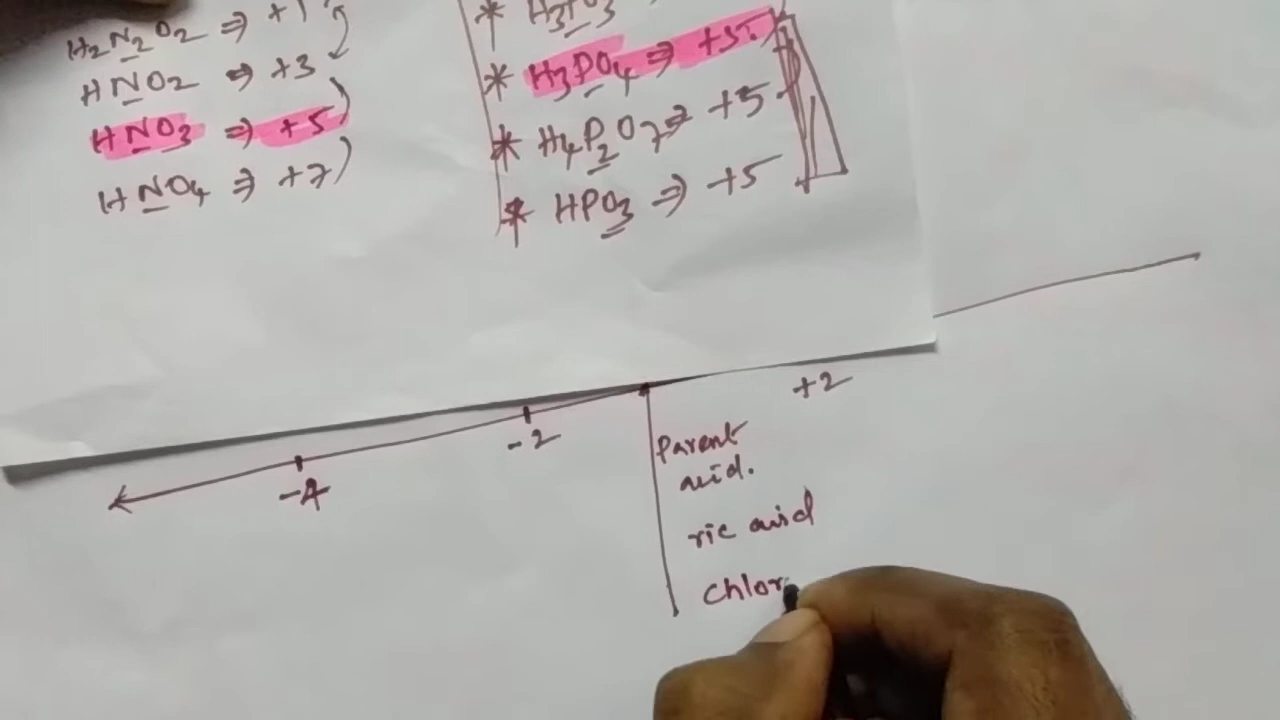 H2N2O2 ⇒ +1
HNO2 ⇒ +3
HNO3 ⇒ +5
HNO4 ⇒ +7
* H3PO3
* H3PO4 ⇒ +5
* H4P2O7 ⇒ +5
* HPO3 ⇒ +5
-4
-2
+2
Parent
acid.
ric acid
Chlor